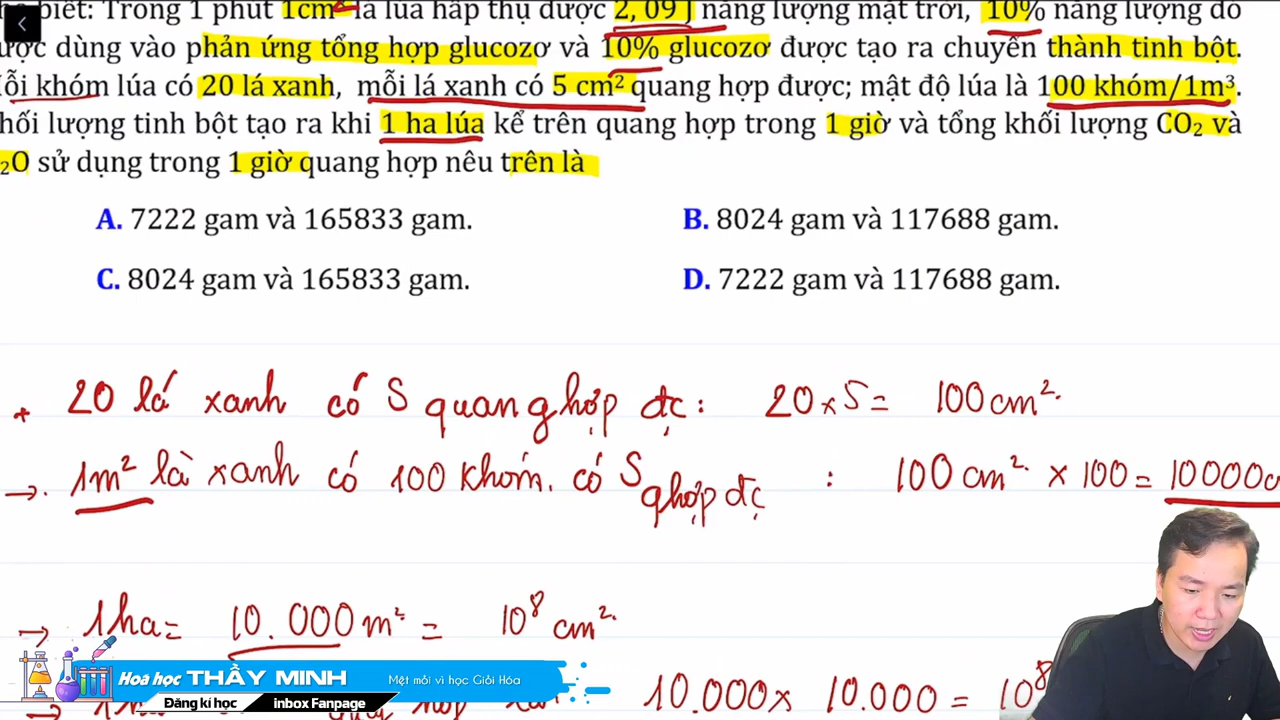 biết: Trong 1 phút 1cm² lá lúa hấp thụ được 2, 09 J năng lượng mặt trời, 10% năng lượng đó
dùng vào phản ứng tổng hợp glucozơ và 10% glucozơ được tạo ra chuyển thành tinh bột.
khóm lúa có 20 lá xanh, mỗi lá xanh có 5 cm² quang hợp được; mật độ lúa là 100 khóm/1m³.
lượng tinh bột tạo ra khi 1 ha lúa kể trên quang hợp trong 1 giờ và tổng khối lượng CO₂ và
₂O sử dụng trong 1 giờ quang hợp nêu trên là
A. 7222 gam và 165833 gam. B. 8024 gam và 117688 gam.
C. 8024 gam và 165833 gam. D. 7222 gam và 117688 gam.
+ 20 lá xanh có S quang hợp đc: 20 x 5 = 100 cm².
→. 1m² là xanh có 100 khóm. có S qhợp đc : 100 cm² x 100 = 10000c
→ 1ha = 10.000 m² = 10⁸ cm².
→ 10.000 x 10.000 = 10⁸
Hoá học THẦY MINH
Mệt mỏi vì học Giỏi Hóa
Đăng kí học inbox Fanpage